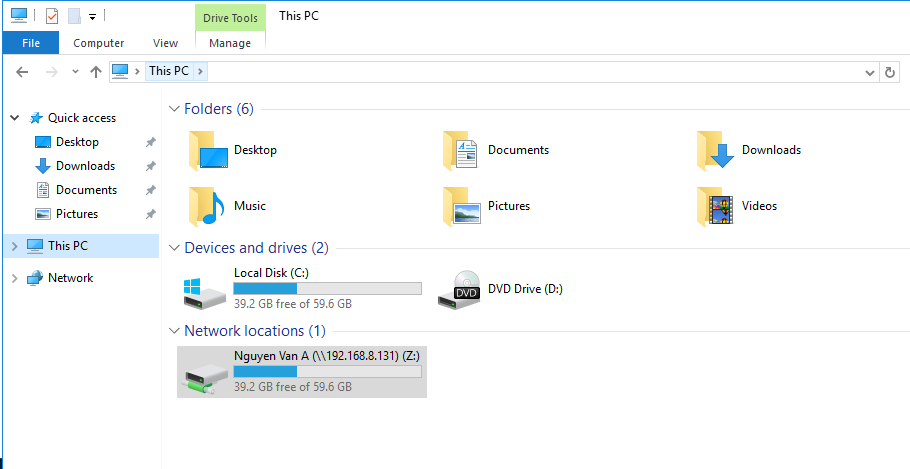 Drive Tools This PC
File Computer View Manage
This PC
Quick access
Desktop
Downloads
Documents
Pictures
This PC
Network
Folders (6)
Desktop Documents Downloads
Music Pictures Videos
Devices and drives (2)
Local Disk (C:)
39.2 GB free of 59.6 GB
DVD
DVD Drive (D:)
Network locations (1)
Nguyen Van A (\\192.168.8.131) (Z:)
39.2 GB free of 59.6 GB